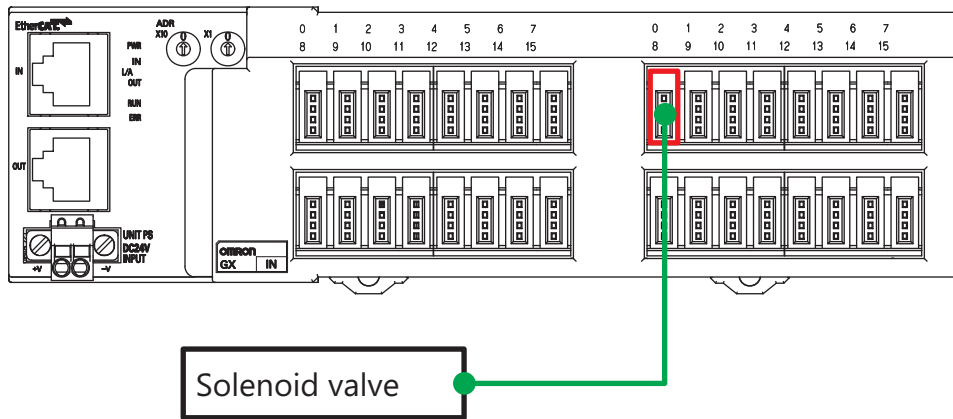 EtherCAT
ADR
X10 X1
0 0
PWR
IN
L/A
OUT
RUN
ERR
IN
OUT
UNIT PS
DC24V
INPUT
+V -V
OMRON
GX IN
0 1 2 3 4 5 6 7
8 9 10 11 12 13 14 15
0 1 2 3 4 5 6 7
8 9 10 11 12 13 14 15
Solenoid valve